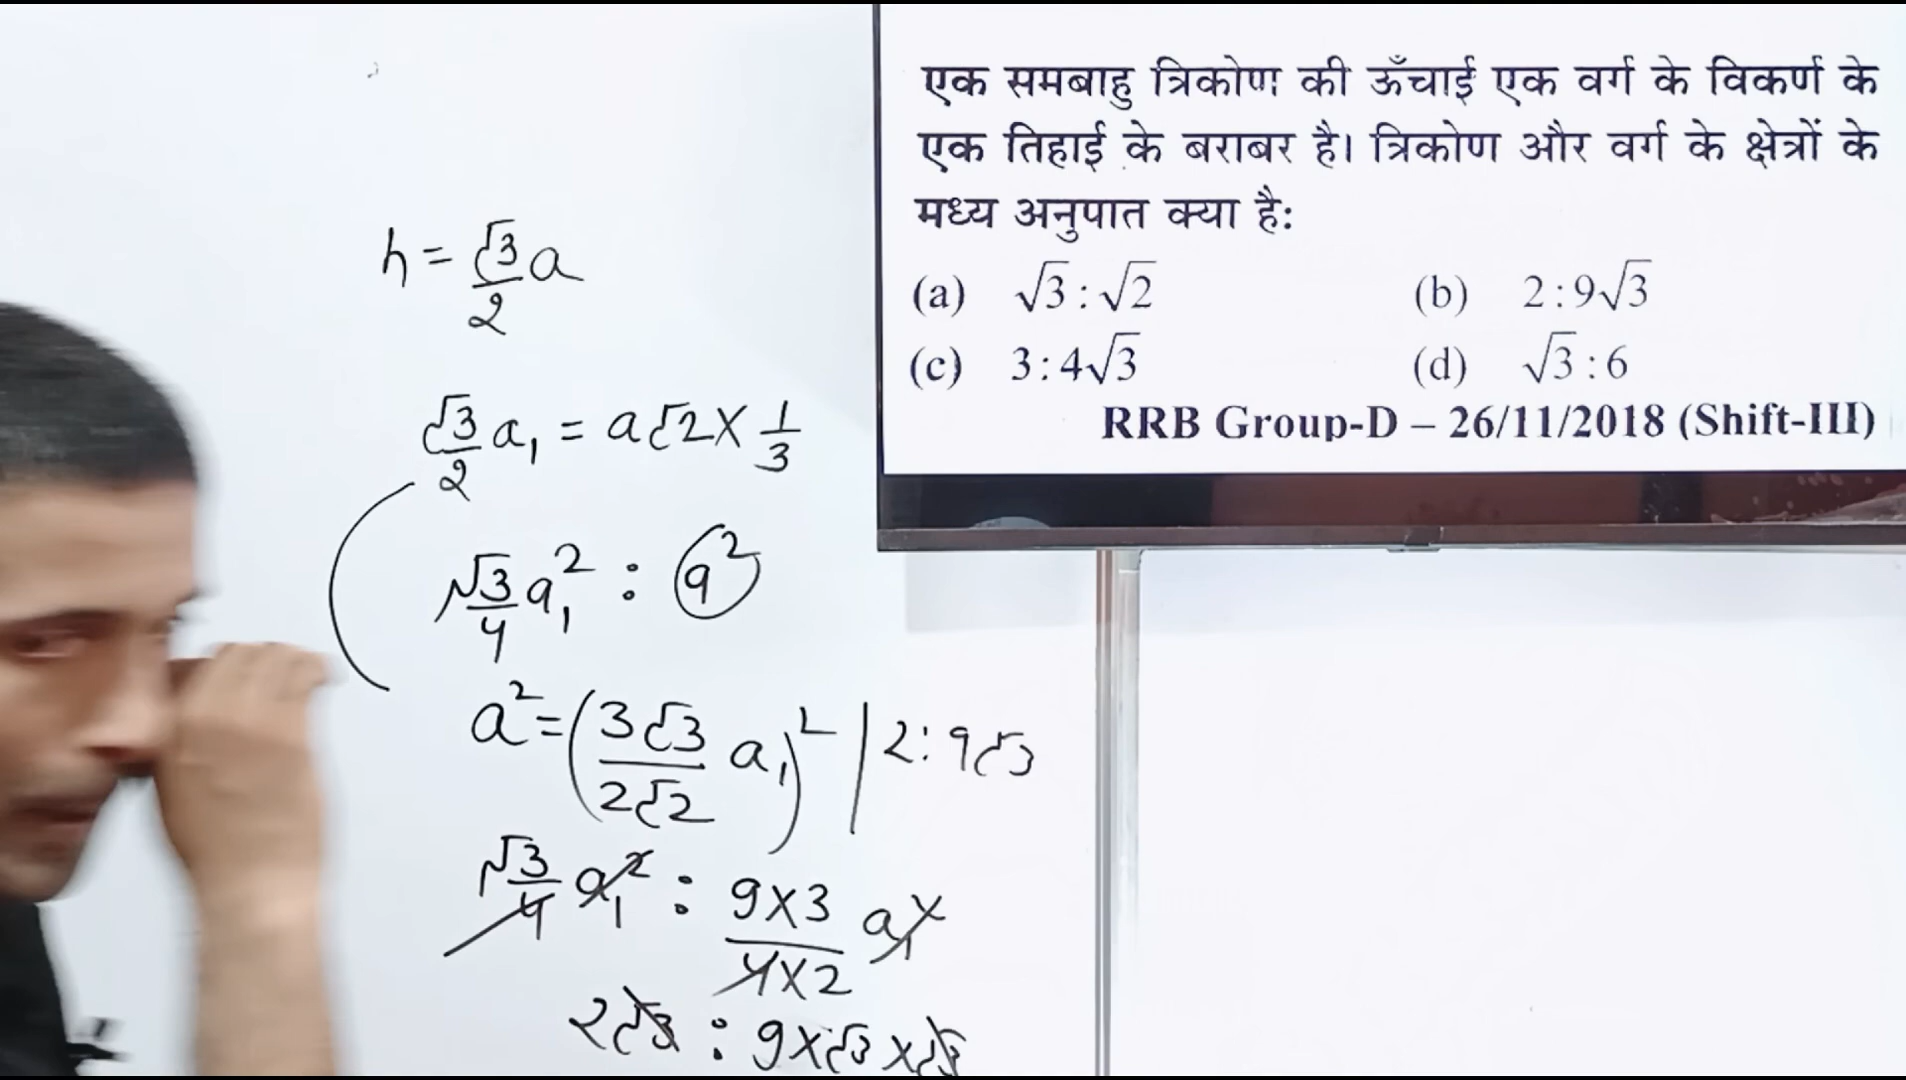 एक समबाहु त्रिकोण की ऊँचाई एक वर्ग के विकर्ण के
एक तिहाई के बराबर है। त्रिकोण और वर्ग के क्षेत्रों के
मध्य अनुपात क्या है:
(a) √3 : √2 (b) 2 : 9√3
(c) 3 : 4√3 (d) √3 : 6
RRB Group-D – 26/11/2018 (Shift-III)
h = √3/2 a
√3/2 a₁ = a√2 × 1/3
√3/4 a₁² : a²
a² = (3√3/2√2 a₁)² | 2 : 9√3
√3/4 a₁² : 9×3/4×2 a₁²
2√3 : 9×√3×√3